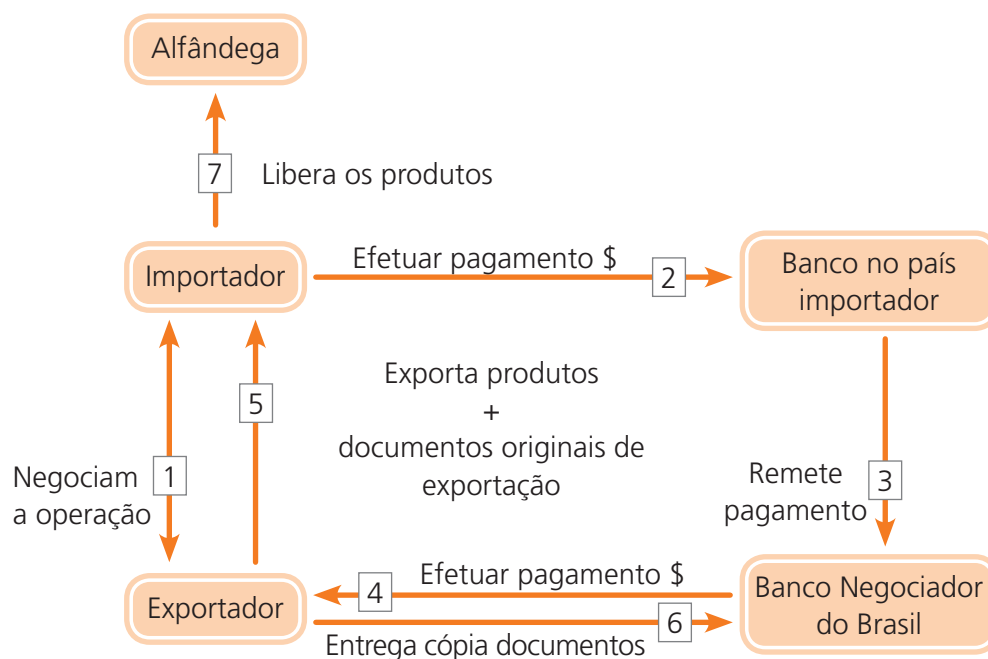 Alfândega
7
Libera os produtos
Importador
Efetuar pagamento $
2
Banco no país
importador
5
Exporta produtos
+
documentos originais de
exportação
Negociam
a operação
1
Remete
pagamento
3
Exportador
4
Efetuar pagamento $
6
Entrega cópia documentos
Banco Negociador
do Brasil